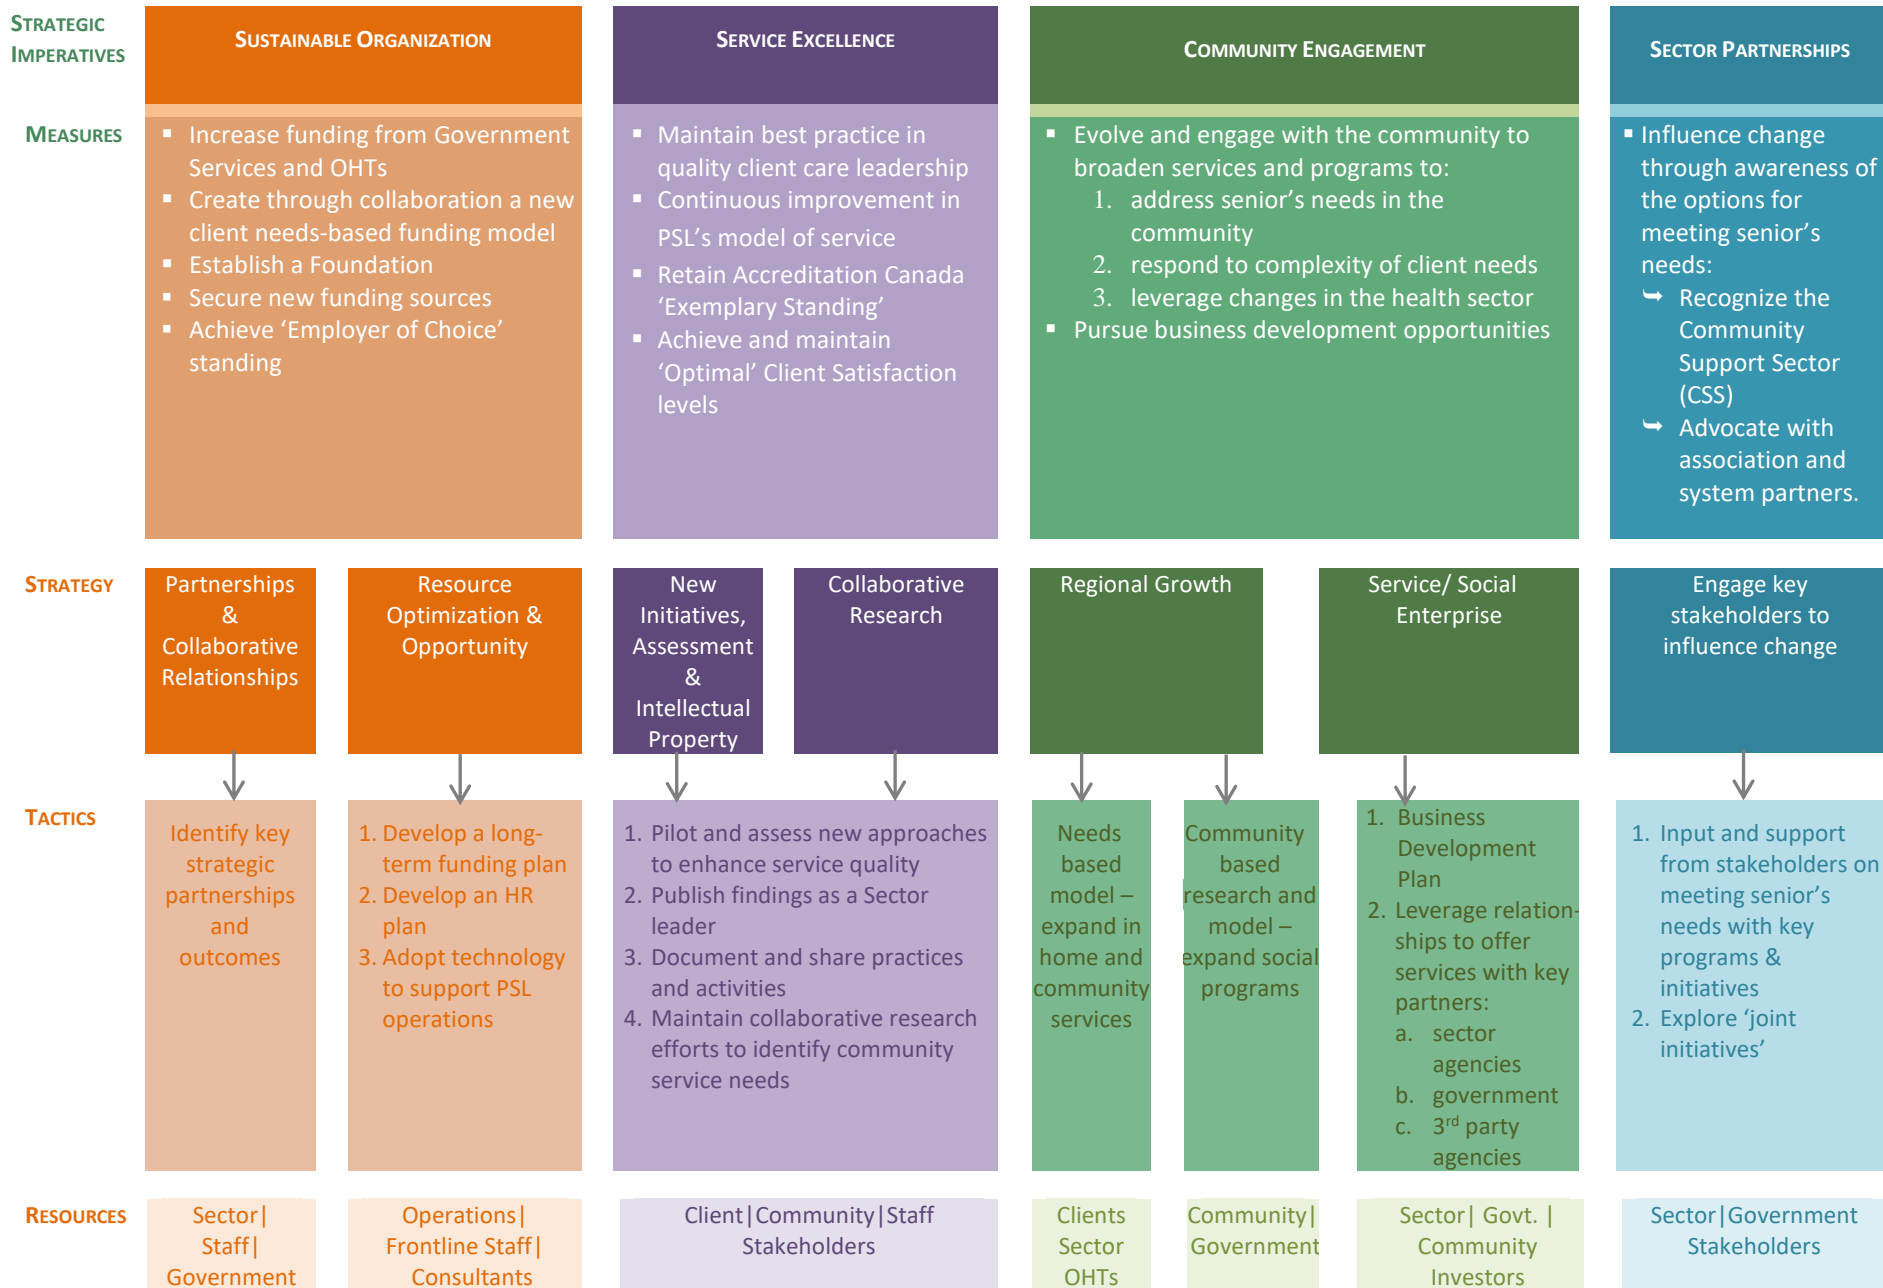 STRATEGIC
IMPERATIVES
SUSTAINABLE ORGANIZATION
SERVICE EXCELLENCE
COMMUNITY ENGAGEMENT
SECTOR PARTNERSHIPS
MEASURES
▪ Increase funding from Government
Services and OHTs
▪ Create through collaboration a new
client needs-based funding model
▪ Establish a Foundation
▪ Secure new funding sources
▪ Achieve ‘Employer of Choice’
standing
▪ Maintain best practice in
quality client care leadership
▪ Continuous improvement in
PSL’s model of service
▪ Retain Accreditation Canada
‘Exemplary Standing’
▪ Achieve and maintain
‘Optimal’ Client Satisfaction
levels
▪ Evolve and engage with the community to
broaden services and programs to:
1. address senior’s needs in the
community
2. respond to complexity of client needs
3. leverage changes in the health sector
▪ Pursue business development opportunities
▪ Influence change
through awareness of
the options for
meeting senior’s
needs:
➥ Recognize the
Community
Support Sector
(CSS)
➥ Advocate with
association and
system partners.
STRATEGY
Partnerships
&
Collaborative
Relationships
Resource
Optimization &
Opportunity
New
Initiatives,
Assessment
&
Intellectual
Property
Collaborative
Research
Regional Growth
Service/ Social
Enterprise
Engage key
stakeholders to
influence change
TACTICS
Identify key
strategic
partnerships
and
outcomes
1. Develop a long-
term funding plan
2. Develop an HR
plan
3. Adopt technology
to support PSL
operations
1. Pilot and assess new approaches
to enhance service quality
2. Publish findings as a Sector
leader
3. Document and share practices
and activities
4. Maintain collaborative research
efforts to identify community
service needs
Needs
based
model –
expand in
home and
community
services
Community
based
research and
model –
expand social
programs
1. Business
Development
Plan
2. Leverage relation-
ships to offer
services with key
partners:
a. sector
agencies
b. government
c. 3rd party
agencies
1. Input and support
from stakeholders on
meeting senior’s
needs with key
programs &
initiatives
2. Explore ‘joint
initiatives’
RESOURCES
Sector|
Staff|
Government
Operations|
Frontline Staff|
Consultants
Client|Community|Staff
Stakeholders
Clients
Sector
OHTs
Community|
Government
Sector| Govt. |
Community
Investors
Sector|Government
Stakeholders